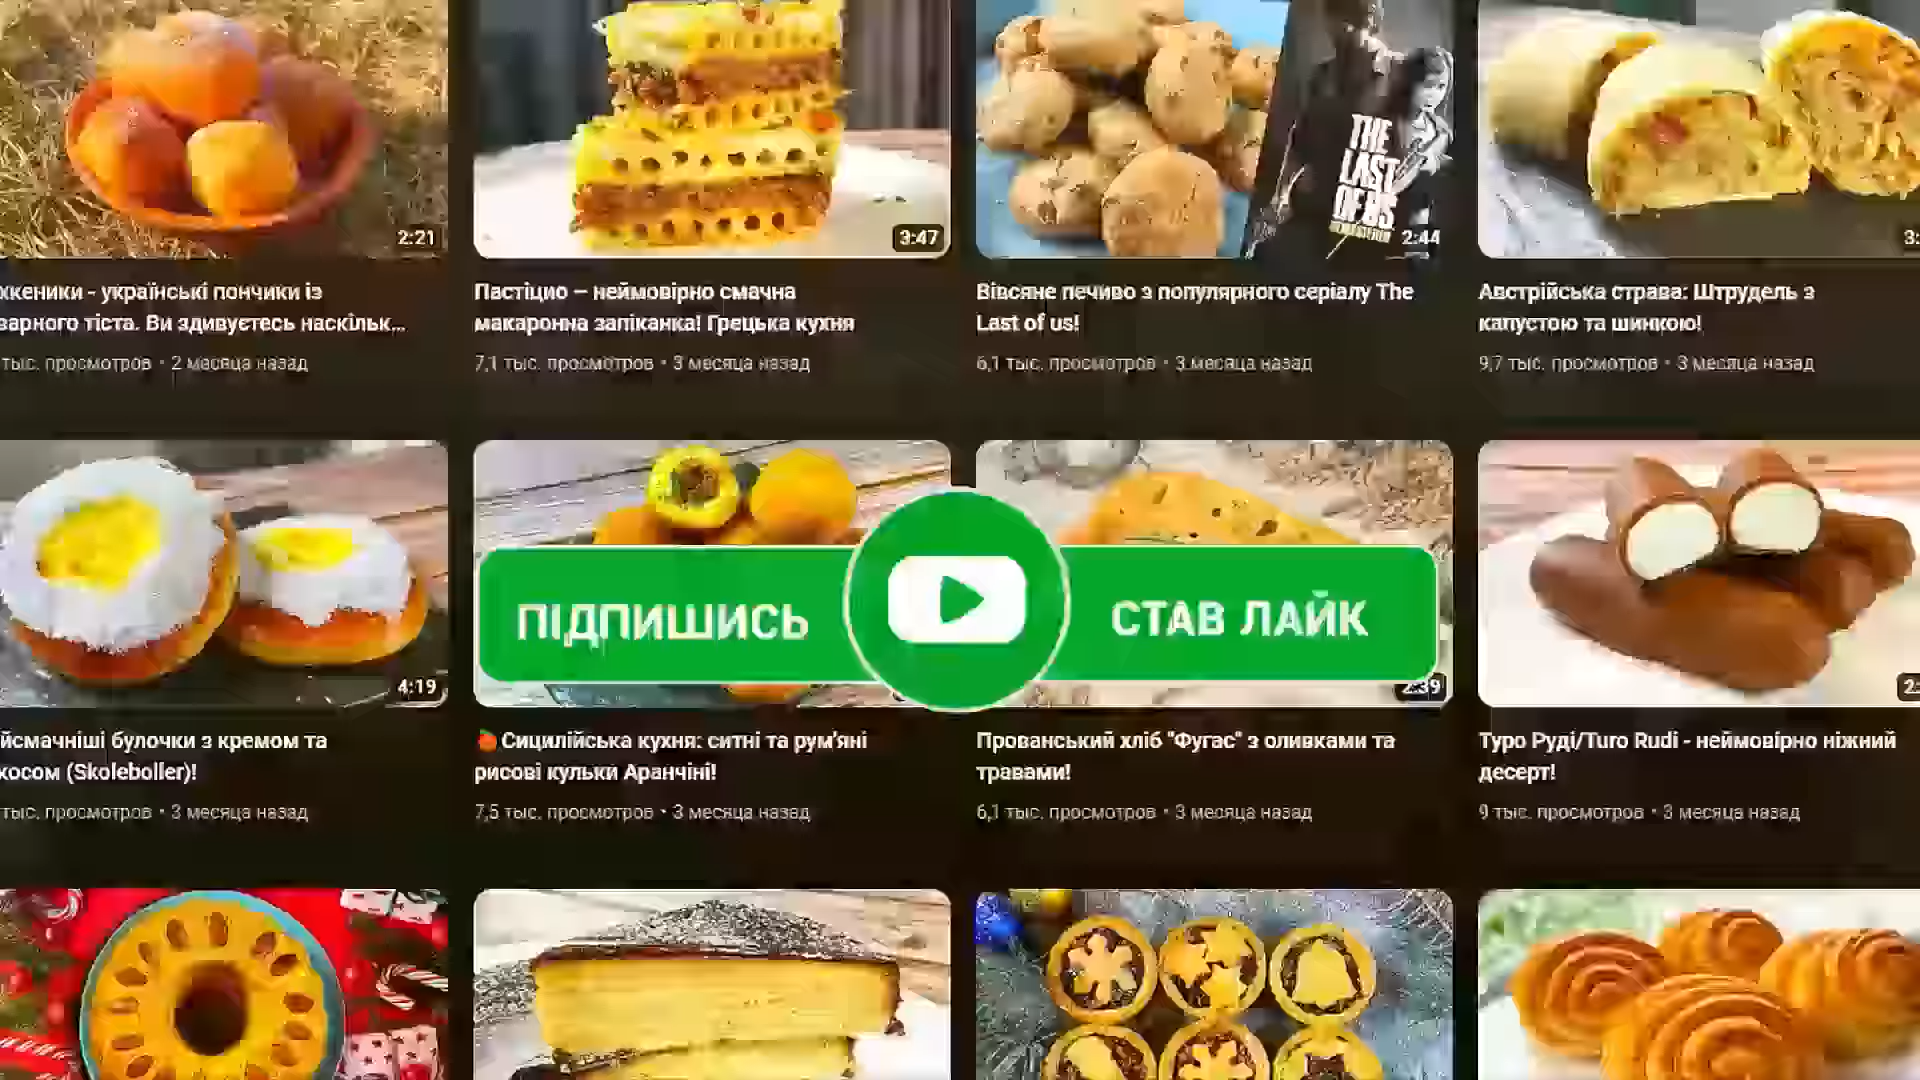 THE
LAST
OF US
2:21
3:47
2:44
3:
хкеники - українські пончики із
варного тіста. Ви здивуєтесь наскільк...
тыс. просмотров • 2 месяца назад
Пастіцио – неймовірно смачна
макаронна запіканка! Грецька кухня
7,1 тыс. просмотров • 3 месяца назад
Вівсяне печиво з популярного серіалу The
Last of us!
6,1 тыс. просмотров • 3 месяца назад
Австрійська страва: Штрудель з
капустою та шинкою!
9,7 тыс. просмотров • 3 месяца назад
ПІДПИШИСЬ
СТАВ ЛАЙК
4:19
2:39
2:
йсмачніші булочки з кремом та
косом (Skoleboller)!
тыс. просмотров • 3 месяца назад
Сицилійська кухня: ситні та рум'яні
рисові кульки Аранчіні!
7,5 тыс. просмотров • 3 месяца назад
Прованський хліб "Фугас" з оливками та
травами!
6,1 тыс. просмотров • 3 месяца назад
Туро Руді/Turo Rudi - неймовірно ніжний
десерт!
9 тыс. просмотров • 3 месяца назад